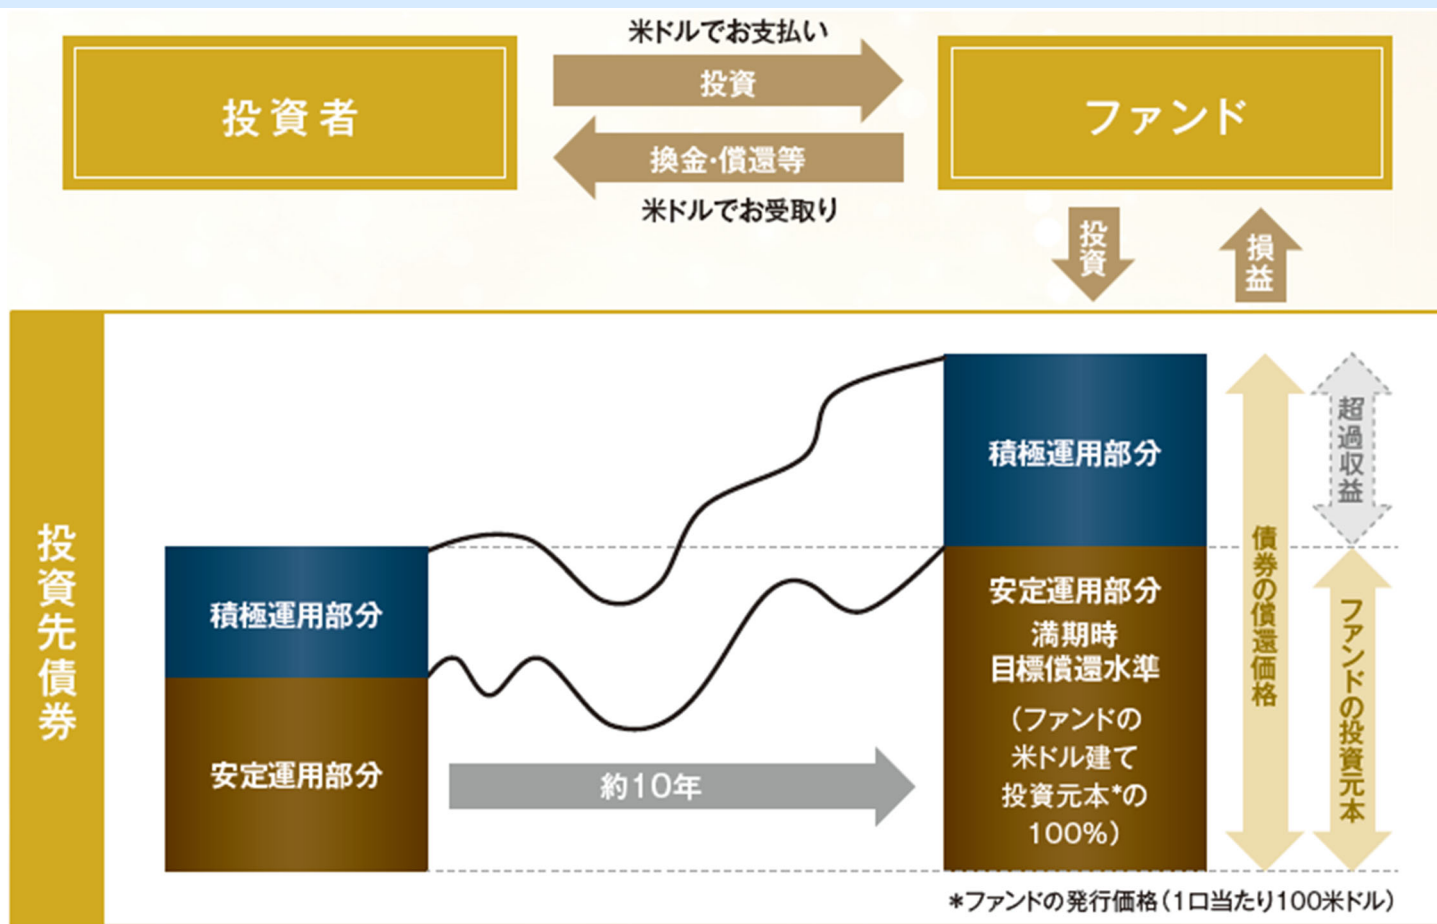 米ドルでお支払い
投資者
投資
ファンド
換金・償還等
米ドルでお受取り
投資
損益
投資先債券
積極運用部分
安定運用部分
約10年
積極運用部分
安定運用部分
満期時
目標償還水準
（ファンドの
米ドル建て
投資元本*の
100%）
債券の償還価格
超過収益
ファンドの投資元本
*ファンドの発行価格（1口当たり100米ドル）